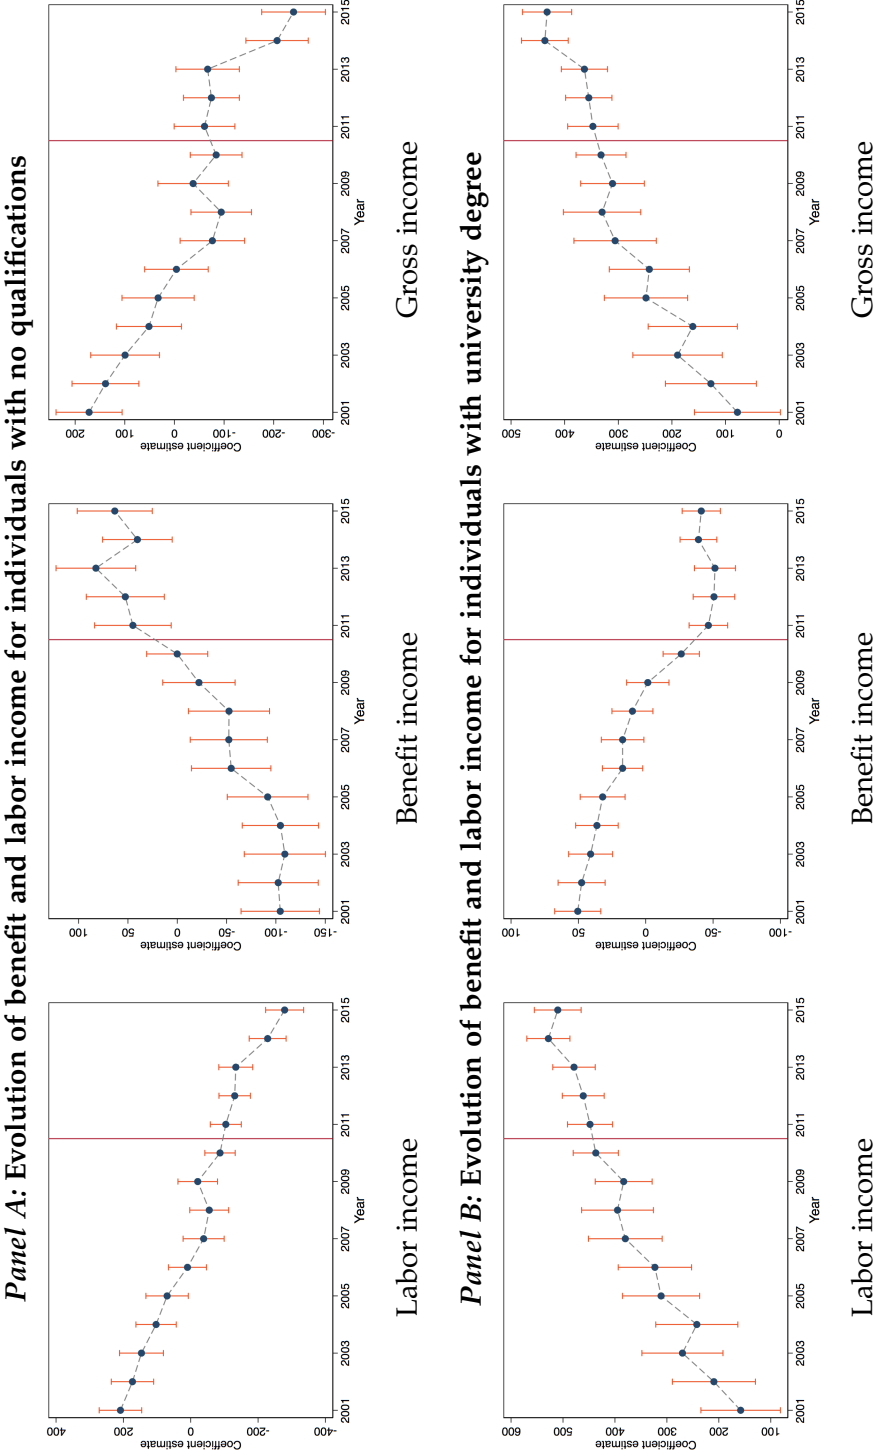 Panel A: Evolution of benefit and labor income for individuals with no qualifications
400
200
0
-200
-400
Coefficient estimate
2001 2003 2005 2007 2009 2011 2013 2015
Year
Labor income
100
50
0
-50
-100
-150
Coefficient estimate
2001 2003 2005 2007 2009 2011 2013 2015
Year
Benefit income
200
100
0
-100
-200
-300
Coefficient estimate
2001 2003 2005 2007 2009 2011 2013 2015
Year
Gross income
Panel B: Evolution of benefit and labor income for individuals with university degree
600
500
400
300
200
100
Coefficient estimate
2001 2003 2005 2007 2009 2011 2013 2015
Year
Labor income
100
50
0
-50
-100
Coefficient estimate
2001 2003 2005 2007 2009 2011 2013 2015
Year
Benefit income
500
400
300
200
100
0
Coefficient estimate
2001 2003 2005 2007 2009 2011 2013 2015
Year
Gross income